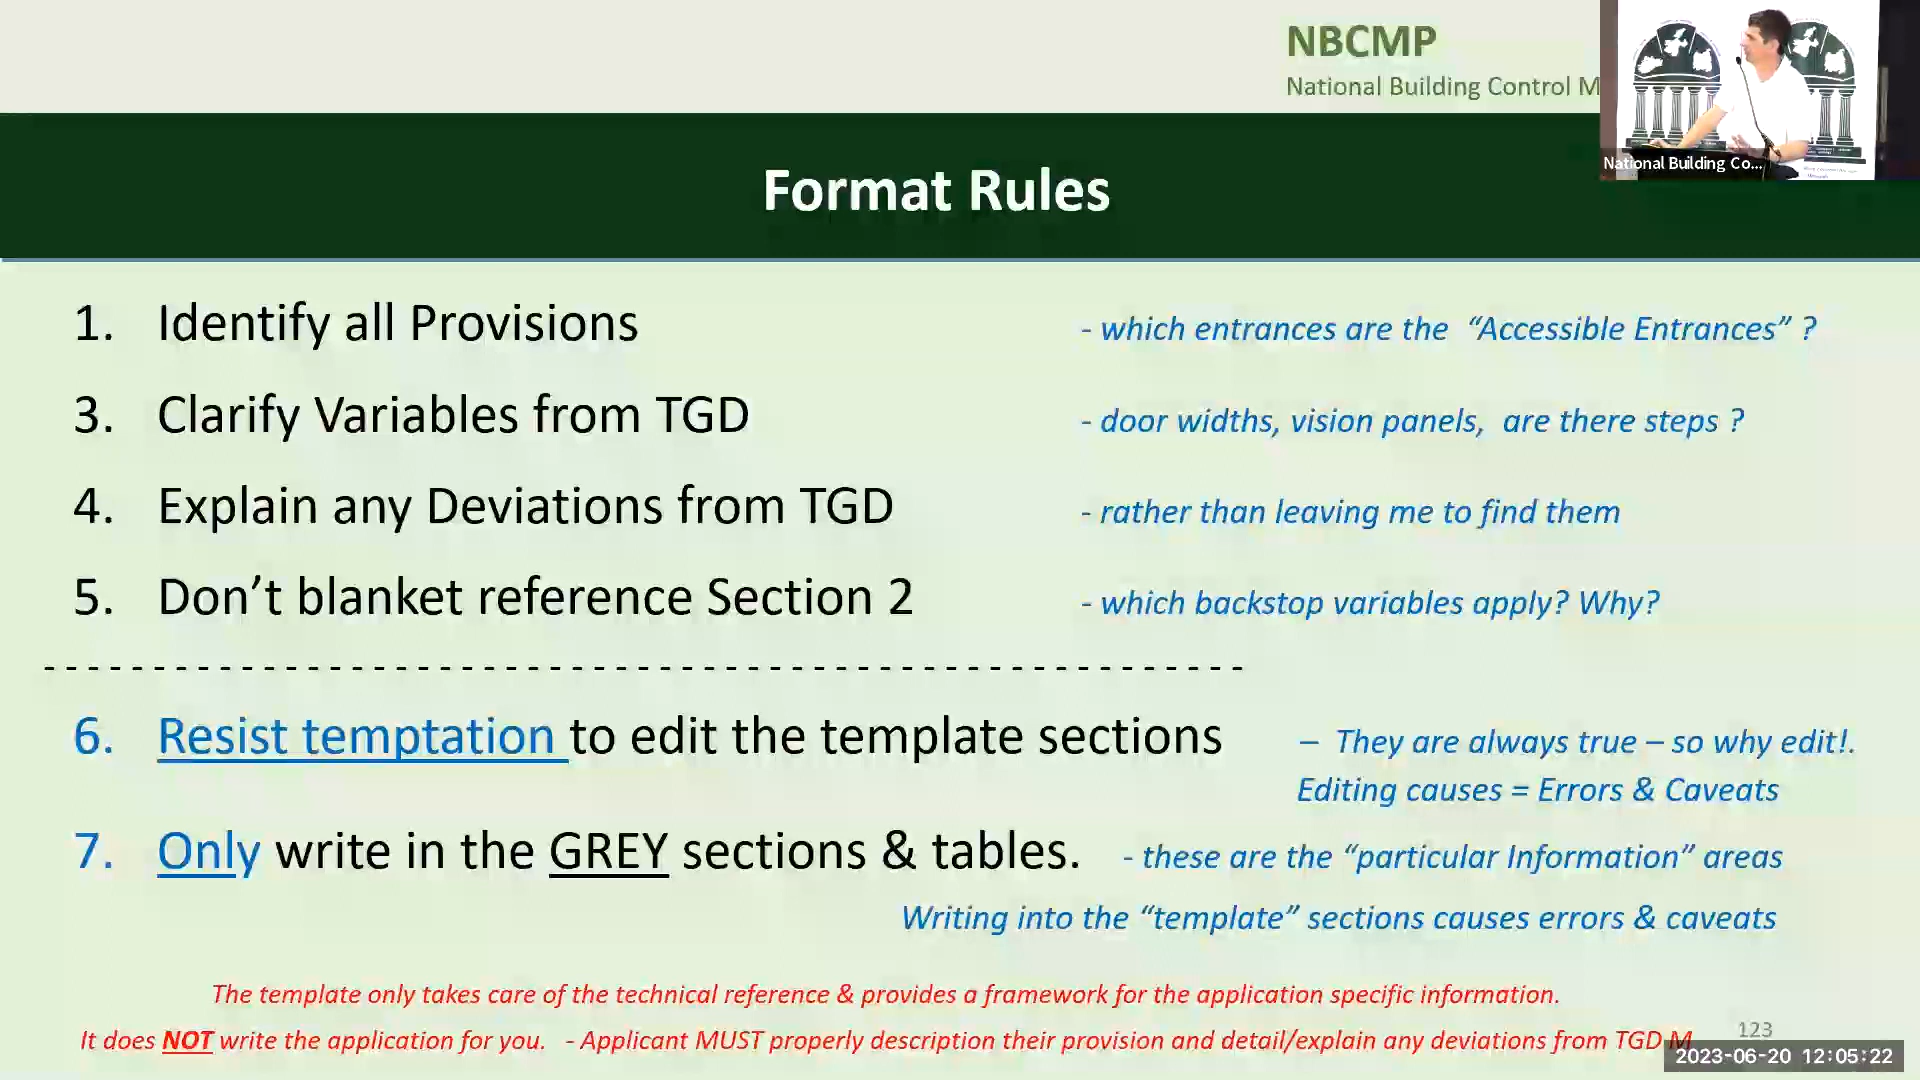 NBCMP
National Building Control M
National Building Co...
Format Rules
1. Identify all Provisions - which entrances are the “Accessible Entrances” ?
3. Clarify Variables from TGD - door widths, vision panels, are there steps ?
4. Explain any Deviations from TGD - rather than leaving me to find them
5. Don’t blanket reference Section 2 - which backstop variables apply? Why?
6. Resist temptation to edit the template sections – They are always true – so why edit!.
Editing causes = Errors & Caveats
7. Only write in the GREY sections & tables. - these are the “particular Information” areas
Writing into the “template” sections causes errors & caveats
The template only takes care of the technical reference & provides a framework for the application specific information.
It does NOT write the application for you. - Applicant MUST properly description their provision and detail/explain any deviations from TGD M
123
2023-06-20 12:05:22